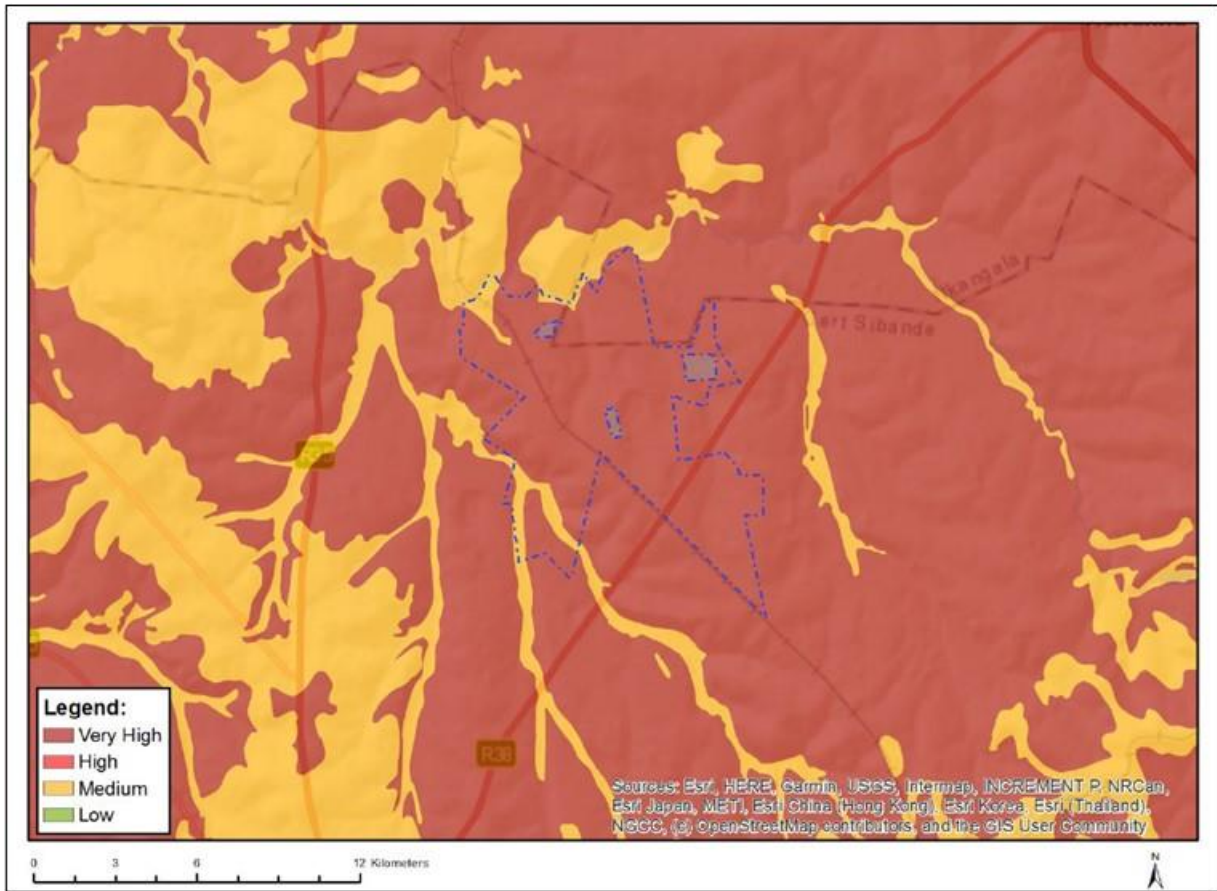 kangala
ert Sibande
R38
Legend:
Very High
High
Medium
Low
Sources: Esri, HERE, Garmin, USGS, Intermap, INCREMENT P, NRCan,
Esri Japan, METI, Esri China (Hong Kong), Esri Korea, Esri (Thailand),
NGCC, (c) OpenStreetMap contributors, and the GIS User Community
0 3 6 12 Kilometers
N